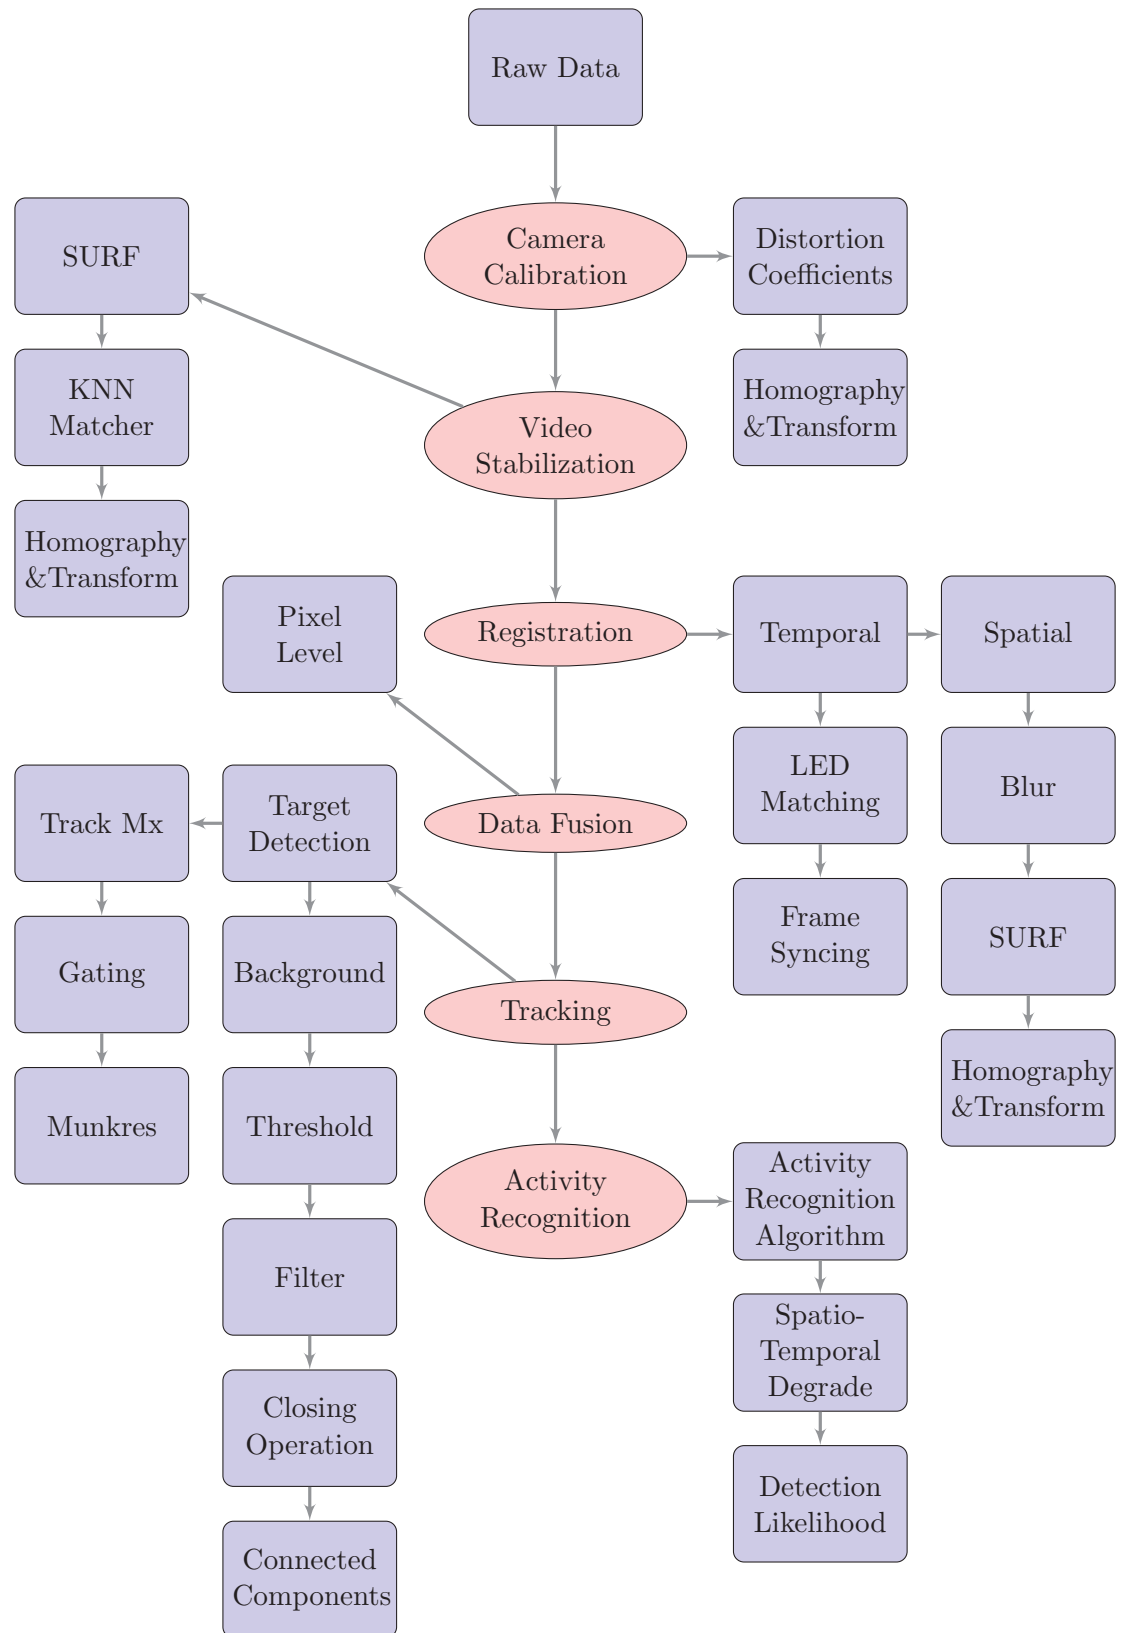 Raw Data
SURF
Camera
Calibration
Distortion
Coefficients
KNN
Matcher
Video
Stabilization
Homography
&Transform
Homography
&Transform
Pixel
Level
Registration
Temporal
Spatial
LED
Matching
Blur
Track Mx
Target
Detection
Data Fusion
Frame
Syncing
SURF
Gating
Background
Tracking
Homography
&Transform
Munkres
Threshold
Activity
Recognition
Activity
Recognition
Algorithm
Filter
Spatio-
Temporal
Degrade
Closing
Operation
Detection
Likelihood
Connected
Components